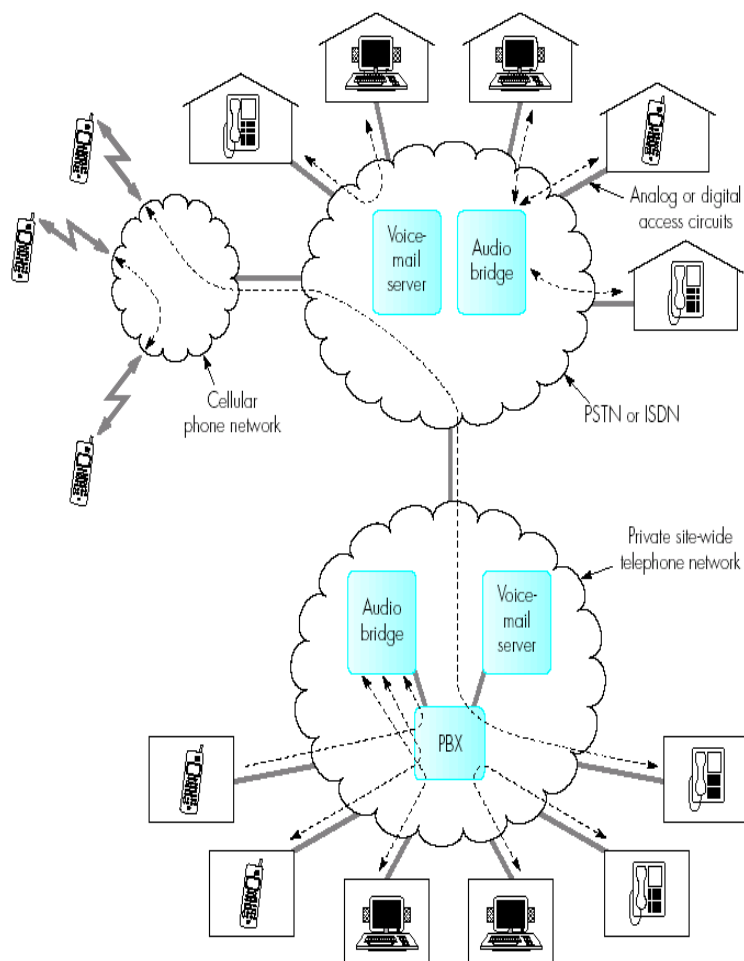 Voice-
mail
server
Audio
bridge
Analog or digital
access circuits
Cellular
phone network
PSTN or ISDN
Private site-wide
telephone network
Audio
bridge
Voice-
mail
server
PBX